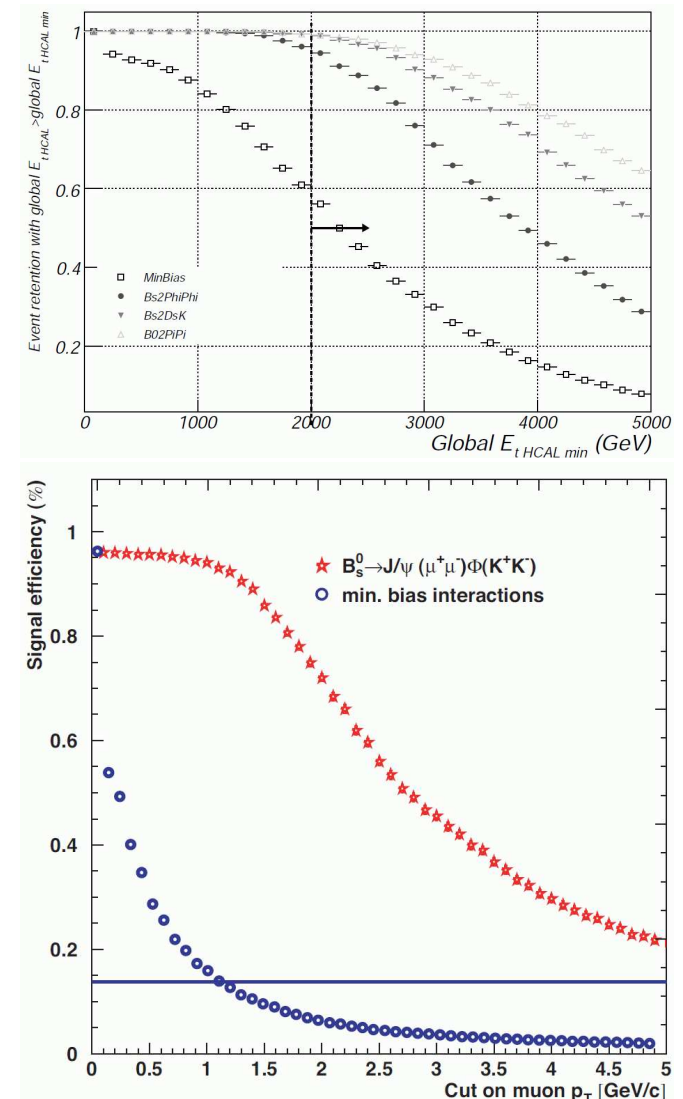 Event retention with global E t HCAL >global E t HCAL min
1
0.8
0.6
0.4
0.2
MinBias
Bs2PhiPhi
Bs2DsK
B02PiPi
0 1000 2000 3000 4000 5000
Global E t HCAL min (GeV)
Signal efficiency (%)
1
0.8
0.6
0.4
0.2
0
B⁰ₛ→J/ψ (μ⁺μ⁻)Φ(K⁺K⁻)
min. bias interactions
0 0.5 1 1.5 2 2.5 3 3.5 4 4.5 5
Cut on muon p_T [GeV/c]